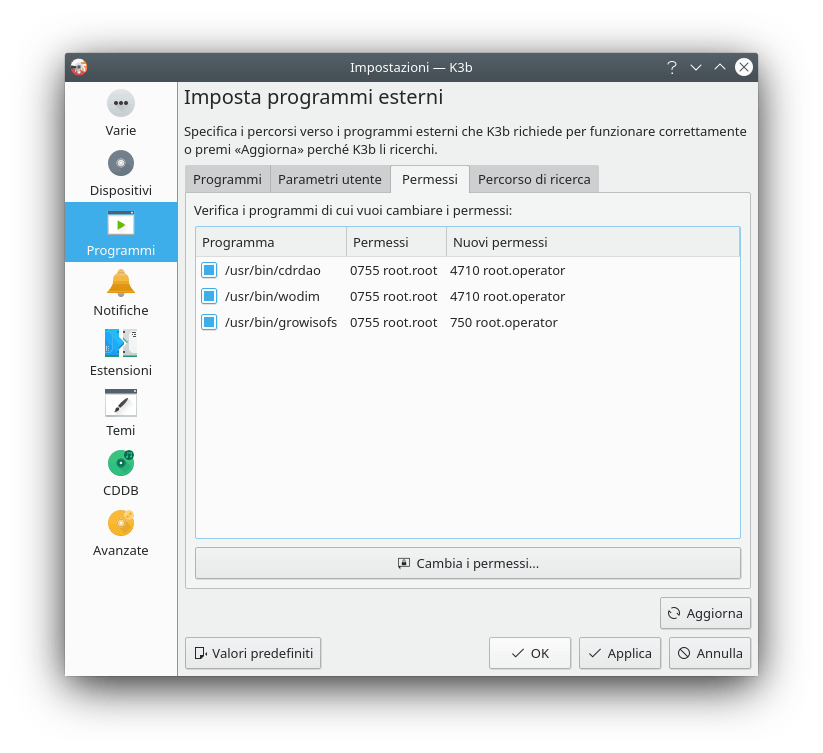 Impostazioni — K3b
Varie
Dispositivi
Programmi
Notifiche
Estensioni
Temi
CDDB
Avanzate
Imposta programmi esterni
Specifica i percorsi verso i programmi esterni che K3b richiede per funzionare correttamente
o premi «Aggiorna» perché K3b li ricerchi.
Programmi Parametri utente Permessi Percorso di ricerca
Verifica i programmi di cui vuoi cambiare i permessi:
Programma Permessi Nuovi permessi
/usr/bin/cdrdao 0755 root.root 4710 root.operator
/usr/bin/wodim 0755 root.root 4710 root.operator
/usr/bin/growisofs 0755 root.root 750 root.operator
Cambia i permessi...
Aggiorna
Valori predefiniti OK Applica Annulla